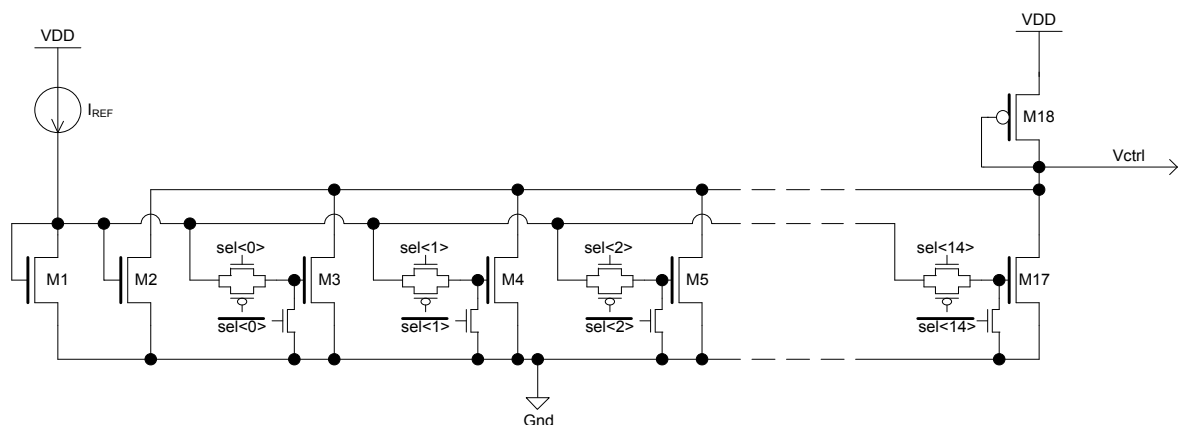 VDD
VDD
I_REF
M18
Vctrl
sel<0>
sel<1>
sel<2>
sel<14>
M1
M2
M3
M4
M5
M17
sel<0>
sel<1>
sel<2>
sel<14>
Gnd